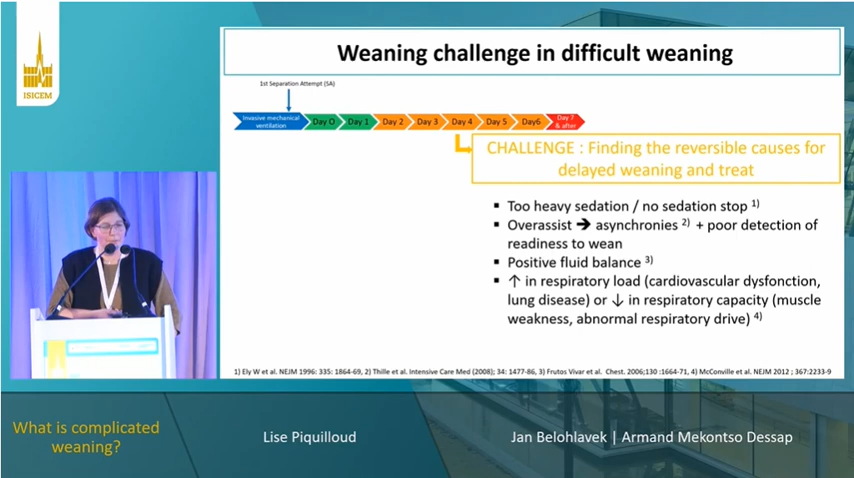 ISICEM
Weaning challenge in difficult weaning
1st Separation Attempt (SA)
Invasive mechanical
ventilation
Day O
Day 1
Day 2
Day 3
Day 4
Day 5
Day6
Day 7
& after
CHALLENGE : Finding the reversible causes for
delayed weaning and treat
▪ Too heavy sedation / no sedation stop 1)
▪ Overassist ➔ asynchronies 2) + poor detection of
readiness to wean
▪ Positive fluid balance 3)
▪ ↑ in respiratory load (cardiovascular dysfonction,
lung disease) or ↓ in respiratory capacity (muscle
weakness, abnormal respiratory drive) 4)
1) Ely W et al. NEJM 1996: 335: 1864-69, 2) Thille et al. Intensive Care Med (2008); 34: 1477-86, 3) Frutos Vivar et al. Chest. 2006;130 :1664-71, 4) McConville et al. NEJM 2012 ; 367:2233-9
What is complicated
weaning?
Lise Piquilloud
Jan Belohlavek | Armand Mekontso Dessap